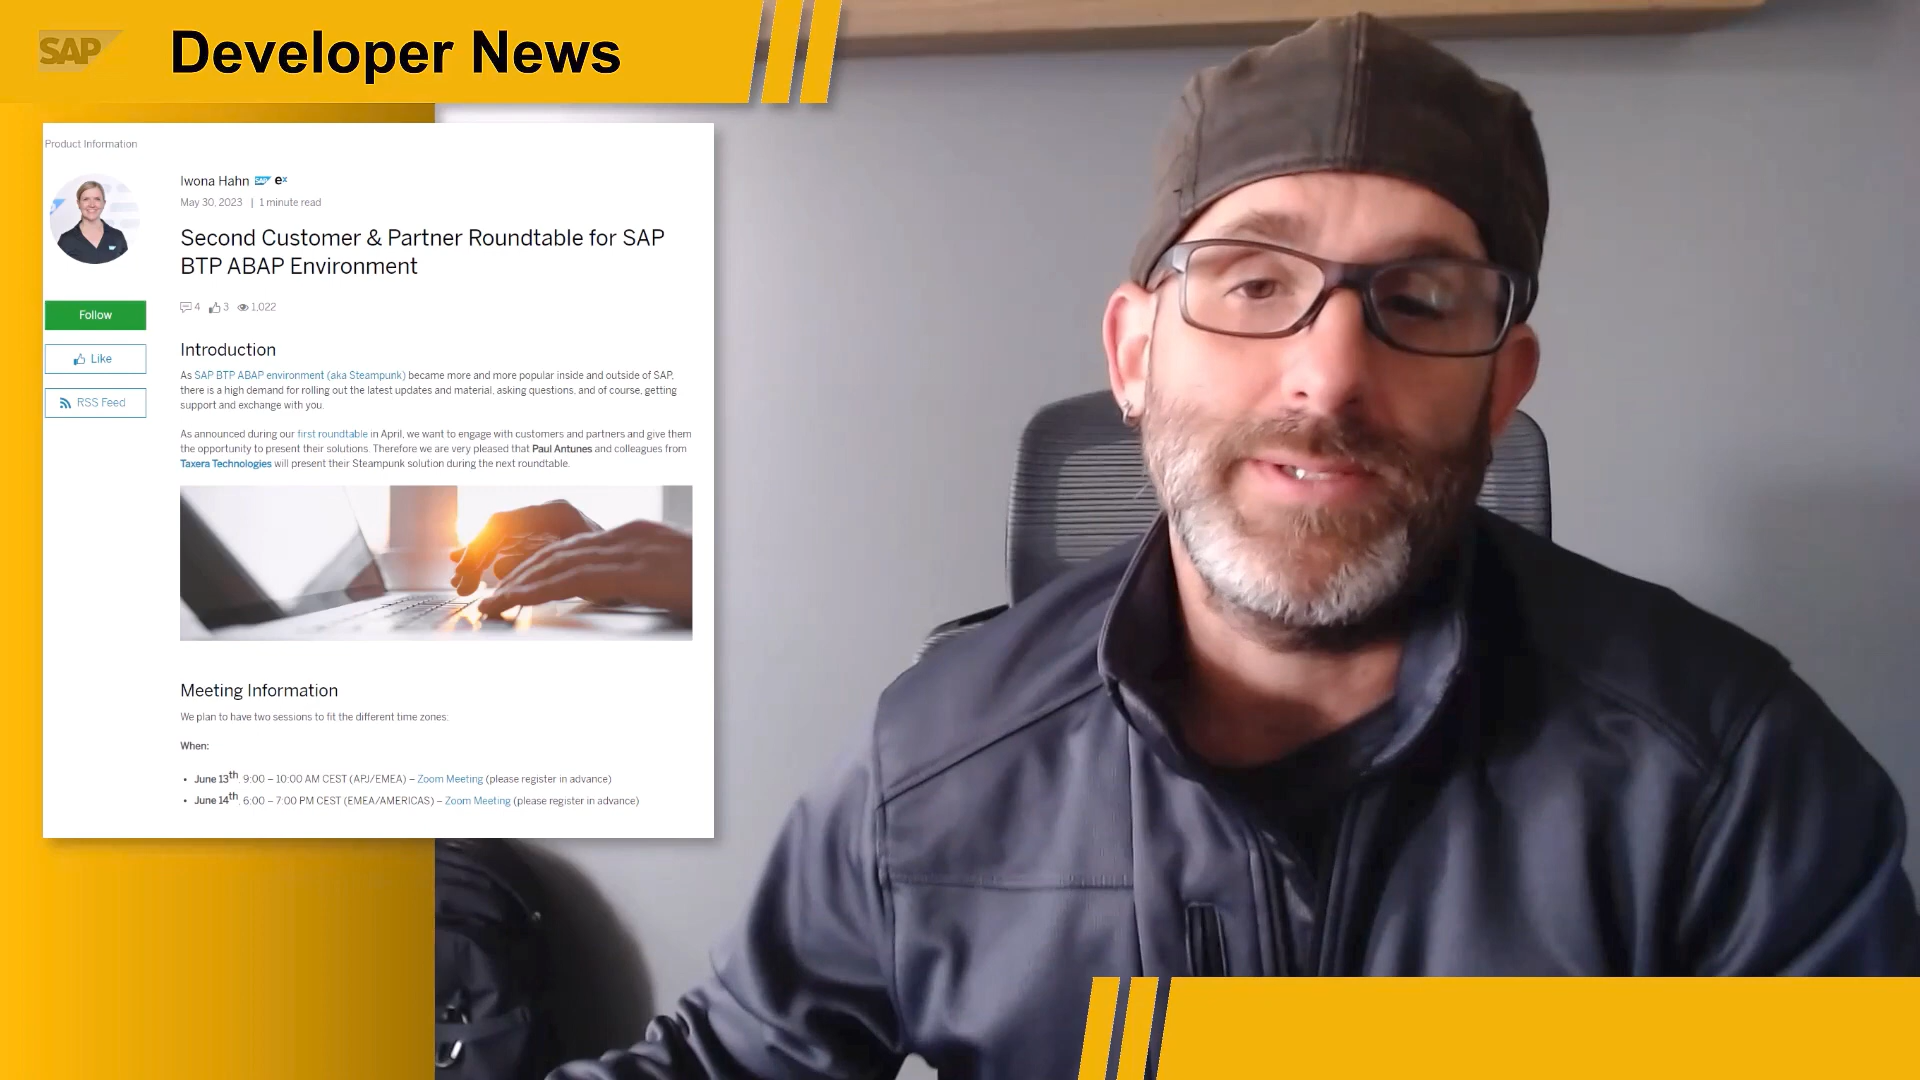 SAP
Developer News
Product Information
Iwona Hahn SAP ex
May 30, 2023 | 1 minute read
Second Customer & Partner Roundtable for SAP
BTP ABAP Environment
4 3 1,022
Follow
Like
RSS Feed
Introduction
As SAP BTP ABAP environment (aka Steampunk) became more and more popular inside and outside of SAP,
there is a high demand for rolling out the latest updates and material, asking questions, and of course, getting
support and exchange with you.
As announced during our first roundtable in April, we want to engage with customers and partners and give them
the opportunity to present their solutions. Therefore we are very pleased that Paul Antunes and colleagues from
Taxera Technologies will present their Steampunk solution during the next roundtable.
Meeting Information
We plan to have two sessions to fit the different time zones.
When:
• June 13th, 9:00 – 10:00 AM CEST (APJ/EMEA) – Zoom Meeting (please register in advance)
• June 14th, 6:00 – 7:00 PM CEST (EMEA/AMERICAS) – Zoom Meeting (please register in advance)